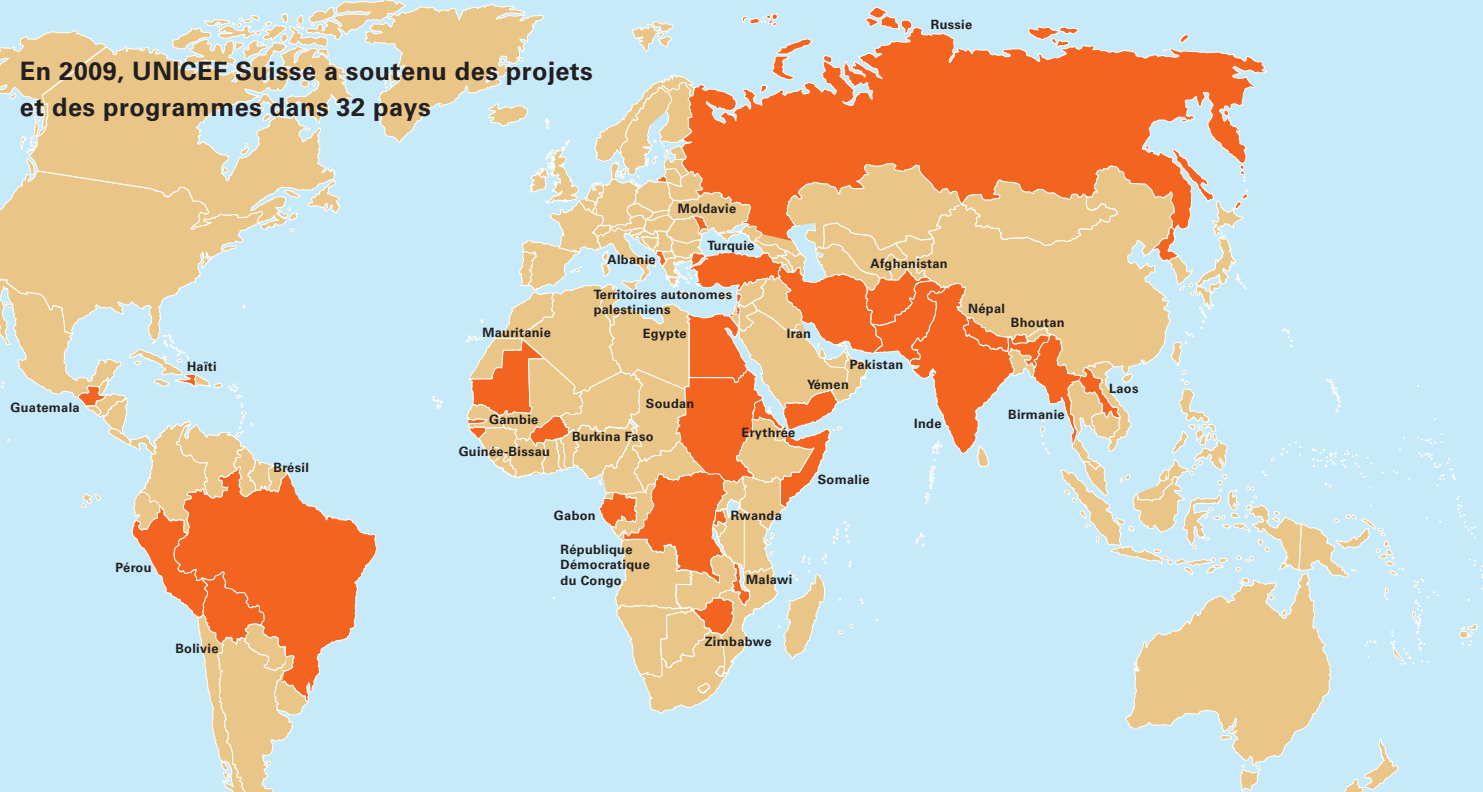 En 2009, UNICEF Suisse a soutenu des projets
et des programmes dans 32 pays
Russie
Moldavie
Turquie
Albanie
Afghanistan
Territoires autonomes
palestiniens
Népal
Bhoutan
Mauritanie
Egypte
Iran
Haïti
Pakistan
Yémen
Laos
Guatemala
Soudan
Birmanie
Gambie
Inde
Erythrée
Burkina Faso
Guinée-Bissau
Brésil
Somalie
Gabon
Rwanda
République
Démocratique
du Congo
Pérou
Malawi
Zimbabwe
Bolivie